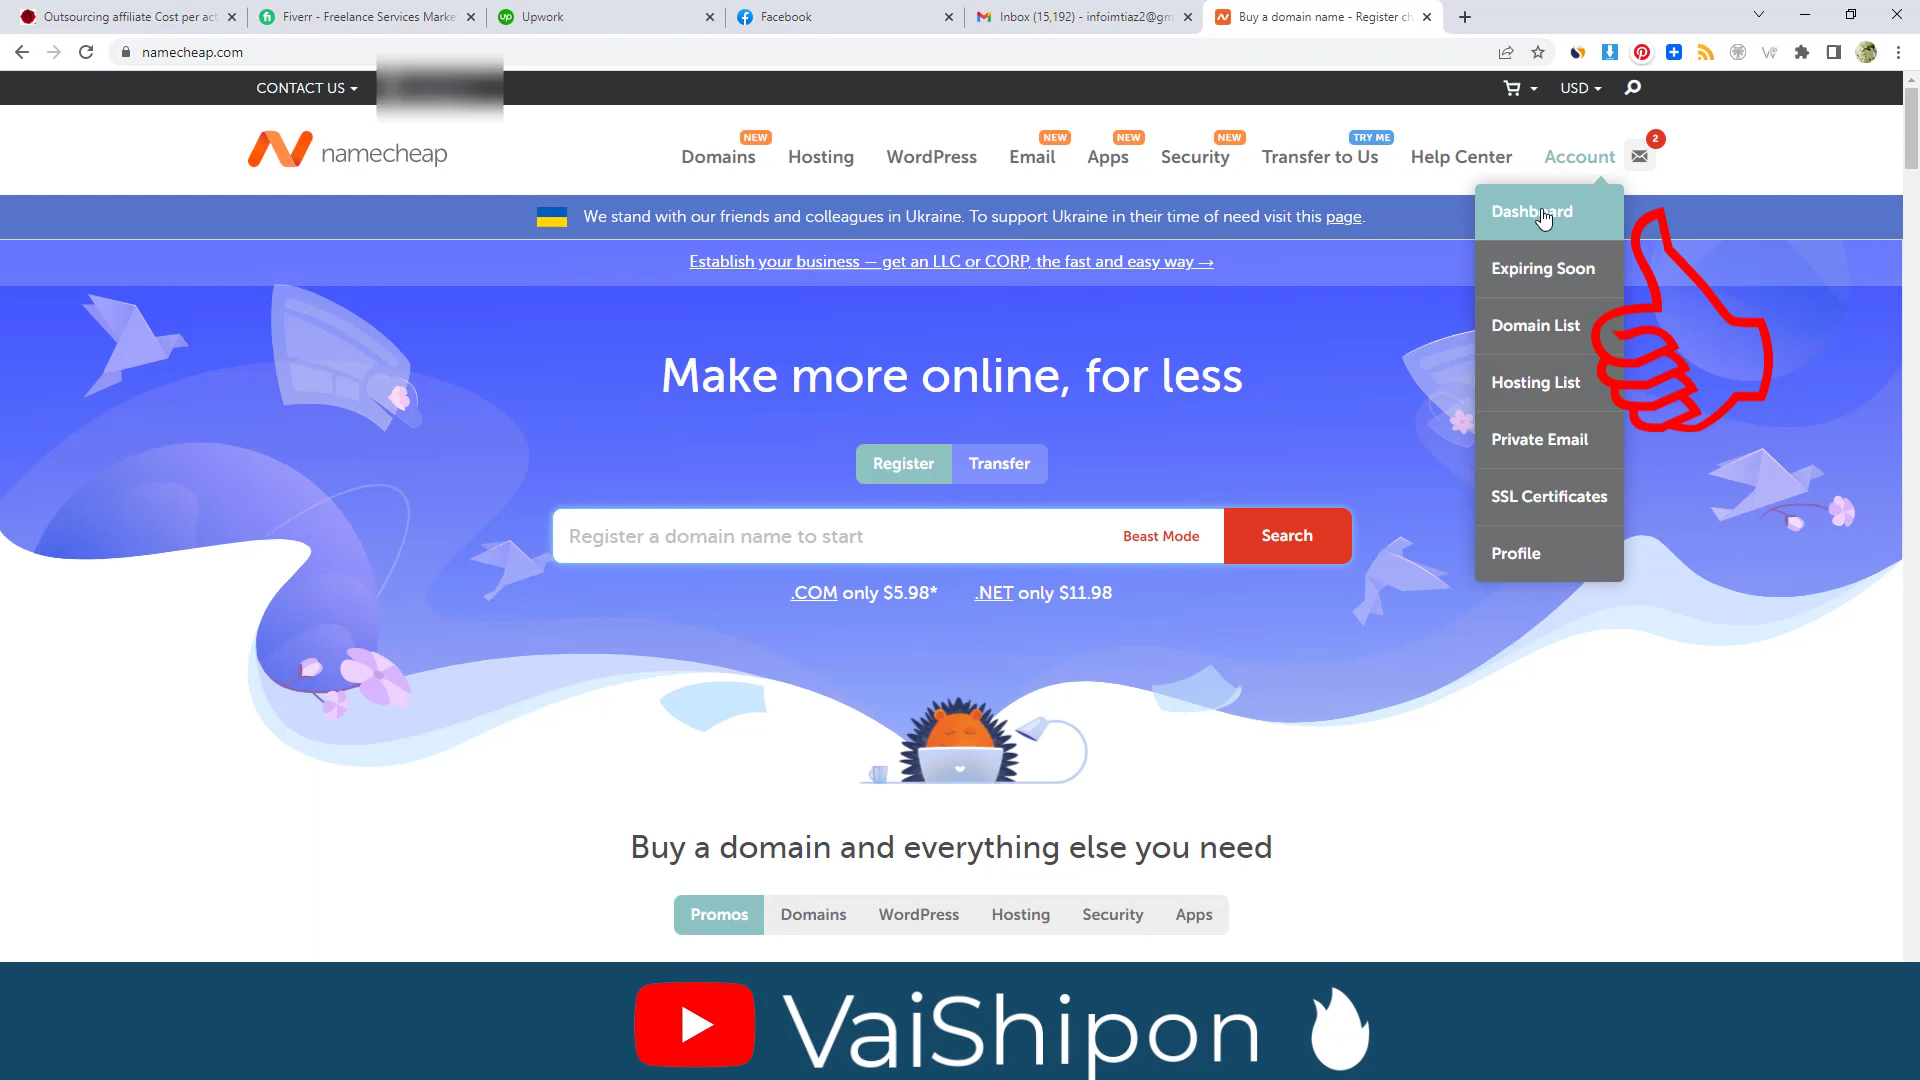 Outsourcing affiliate Cost per act
Fiverr - Freelance Services Marke
Upwork
Facebook
Inbox (15,192) - infoimtiaz2@gm
Buy a domain name - Register ch
namecheap.com
CONTACT US
USD
namecheap
NEW
NEW
NEW
NEW
TRY ME
2
Domains
Hosting
WordPress
Email
Apps
Security
Transfer to Us
Help Center
Account
We stand with our friends and colleagues in Ukraine. To support Ukraine in their time of need visit this page.
Establish your business — get an LLC or CORP, the fast and easy way →
Dashboard
Expiring Soon
Domain List
Hosting List
Private Email
SSL Certificates
Profile
Make more online, for less
Register
Transfer
Register a domain name to start
Beast Mode
Search
.COM only $5.98*
.NET only $11.98
Buy a domain and everything else you need
Promos
Domains
WordPress
Hosting
Security
Apps
VaiShipon